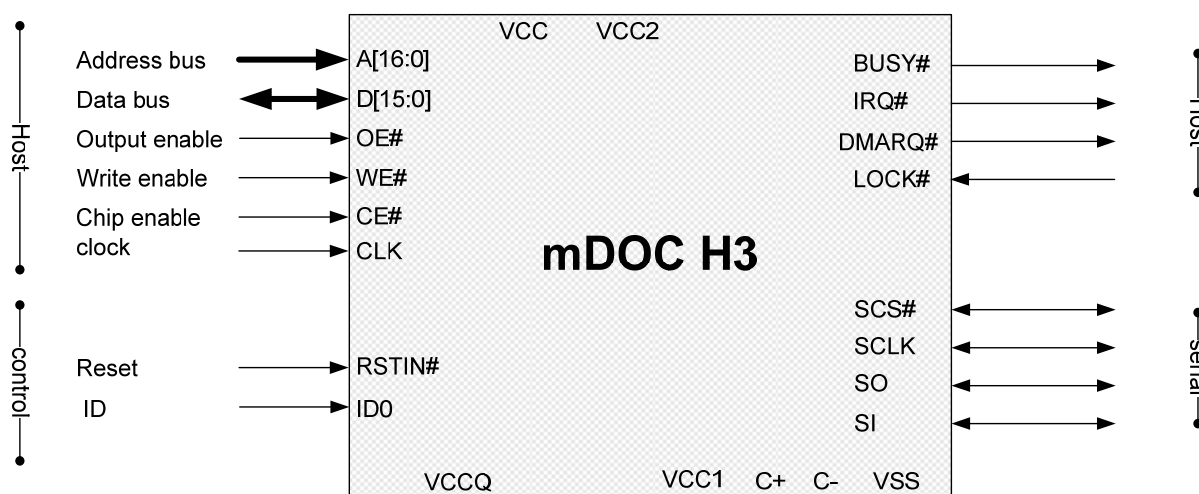 VCC VCC2
Host
Address bus A[16:0]
Data bus D[15:0]
Output enable OE#
Write enable WE#
Chip enable CE#
clock CLK
BUSY#
IRQ#
DMARQ#
LOCK#
Host
mDOC H3
control
Reset RSTIN#
ID ID0
SCS#
SCLK
SO
SI
serial
VCCQ VCC1 C+ C- VSS